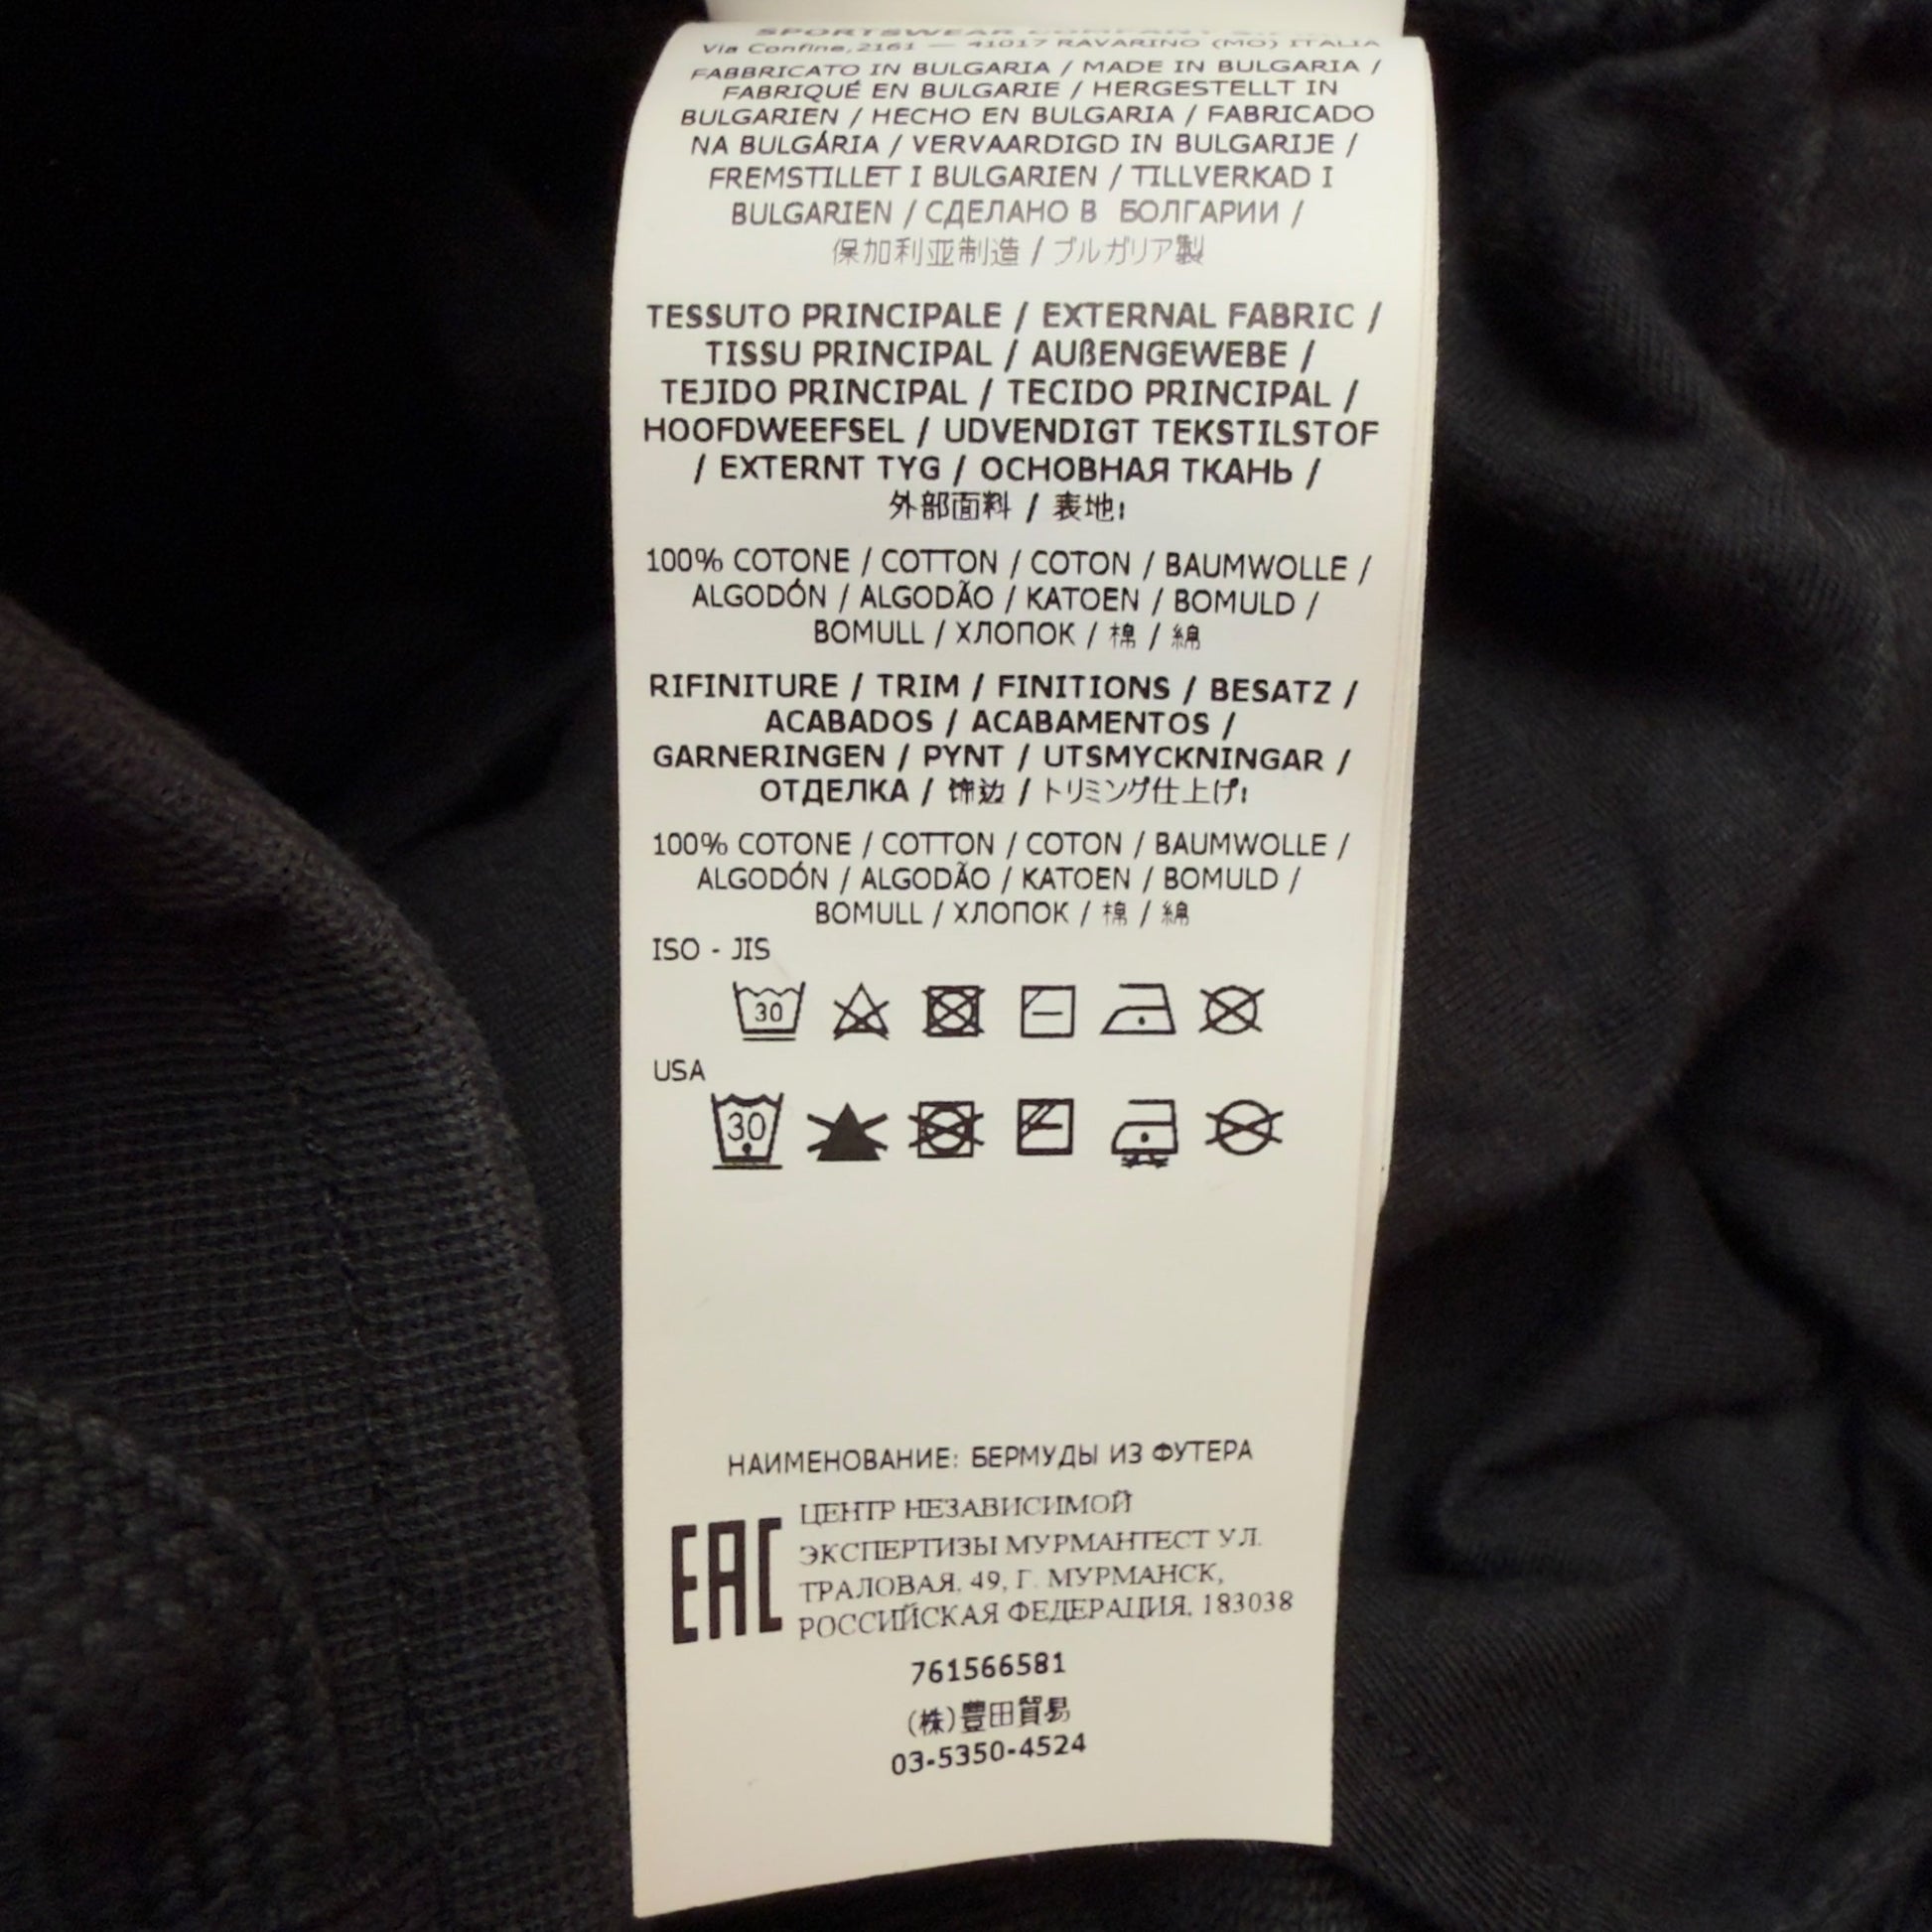 SPORTSWEAR COMPANY S.P.A.
Via Confine,2161 — 41017 RAVARINO (MO) ITALIA
FABBRICATO IN BULGARIA / MADE IN BULGARIA /
FABRIQUÉ EN BULGARIE / HERGESTELLT IN
BULGARIEN / HECHO EN BULGARIA / FABRICADO
NA BULGÁRIA / VERVAARDIGD IN BULGARIJE /
FREMSTILLET I BULGARIEN / TILLVERKAD I
BULGARIEN / СДЕЛАНО В БОЛГАРИИ /
保加利亚制造 / ブルガリア製
TESSUTO PRINCIPALE / EXTERNAL FABRIC /
TISSU PRINCIPAL / AUßENGEWEBE /
TEJIDO PRINCIPAL / TECIDO PRINCIPAL /
HOOFDWEEFSEL / UDVENDIGT TEKSTILSTOF
/ EXTERNT TYG / ОСНОВНАЯ ТКАНЬ /
外部面料 / 表地:
100% COTONE / COTTON / COTON / BAUMWOLLE /
ALGODÓN / ALGODÃO / KATOEN / BOMULD /
BOMULL / ХЛОПОК / 棉 / 綿
RIFINITURE / TRIM / FINITIONS / BESATZ /
ACABADOS / ACABAMENTOS /
GARNERINGEN / PYNT / UTSMYCKNINGAR /
ОТДЕЛКА / 饰边 / トリミング仕上げ:
100% COTONE / COTTON / COTON / BAUMWOLLE /
ALGODÓN / ALGODÃO / KATOEN / BOMULD /
BOMULL / ХЛОПОК / 棉 / 綿
ISO - JIS
30
USA
30
НАИМЕНОВАНИЕ: БЕРМУДЫ ИЗ ФУТЕРА
EAC
ЦЕНТР НЕЗАВИСИМОЙ
ЭКСПЕРТИЗЫ МУРМАНТЕСТ УЛ.
ТРАЛОВАЯ, 49, Г. МУРМАНСК,
РОССИЙСКАЯ ФЕДЕРАЦИЯ, 183038
761566581
(株)豊田貿易
03-5350-4524